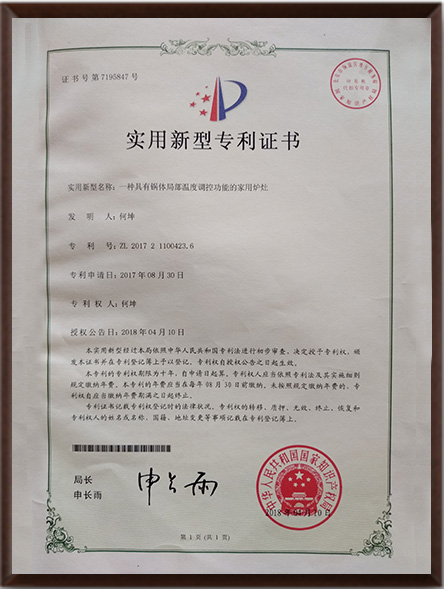 证书号第7195847号
实用新型专利证书
实用新型名称：一种具有锅体局部温度调控功能的家用炉灶
发明人：何坤
专利号：ZL 2017 2 1100423.6
专利申请日：2017年08月30日
专利权人：何坤
授权公告日：2018年04月10日
本实用新型经过本局依照中华人民共和国专利法进行初步审查，决定授予专利权，颁
发本证书并在专利登记簿上予以登记。专利权自授权公告之日起生效。
本专利的专利权期限为十年，自申请日起算。专利权人应当依照专利法及其实施细则
规定缴纳年费。本专利的年费应当在每年08月30日前缴纳。未按照规定缴纳年费的，专
利权自应当缴纳年费期满之日起终止。
专利证书记载专利权登记时的法律状况。专利权的转移、质押、无效、终止、恢复和
专利权人的姓名或名称、国籍、地址变更等事项记载在专利登记簿上。
局长
申长雨
申长雨
中华人民共和国国家知识产权局
2018年04月10日
第1页（共1页）